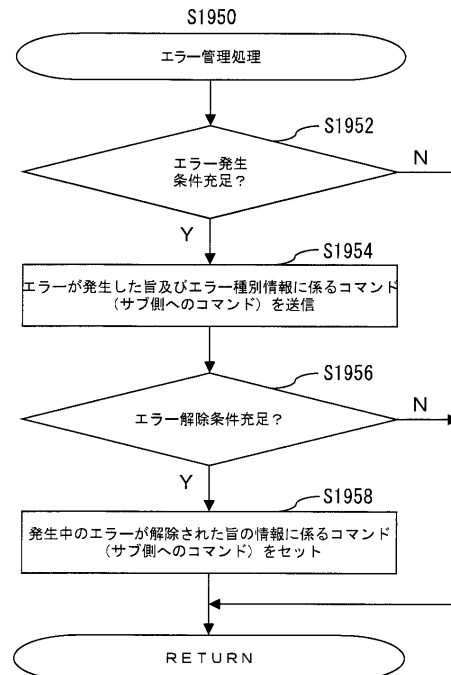 S1950
エラー管理処理
S1952
エラー発生
条件充足？
N
Y
S1954
エラーが発生した旨及びエラー種別情報に係るコマンド
（サブ側へのコマンド）を送信
S1956
エラー解除条件充足？
N
Y
S1958
発生中のエラーが解除された旨の情報に係るコマンド
（サブ側へのコマンド）をセット
RETURN